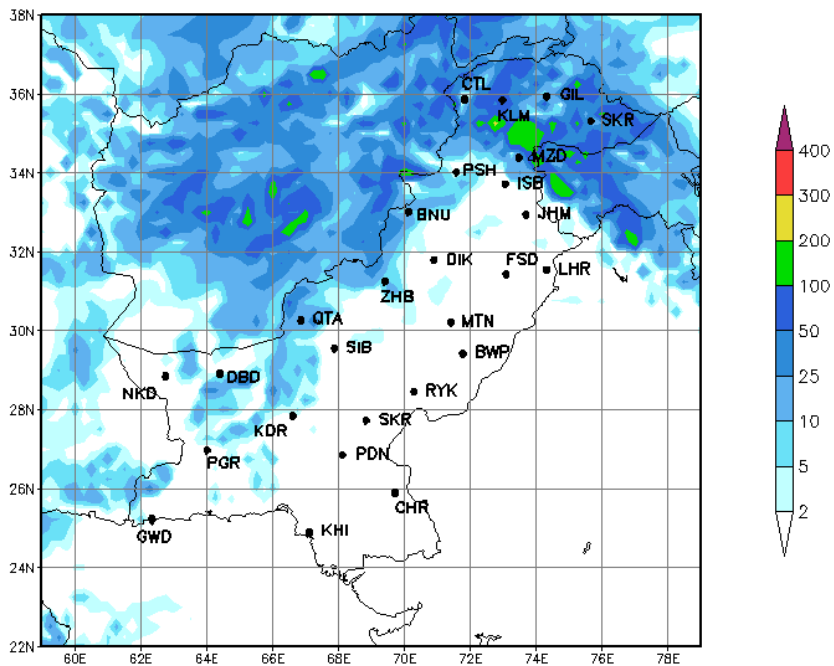 38N
36N
34N
32N
30N
28N
26N
24N
22N
60E 62E 64E 66E 68E 70E 72E 74E 76E 78E
CTL
GIL
KLM
SKR
MZD
PSH
ISB
BNU
JHM
DIK
FSD
LHR
ZHB
QTA
MTN
SIB
BWP
NKD
DBD
RYK
KDR
SKR
PDN
PGR
CHR
GWD
KHI
400
300
200
100
50
25
10
5
2